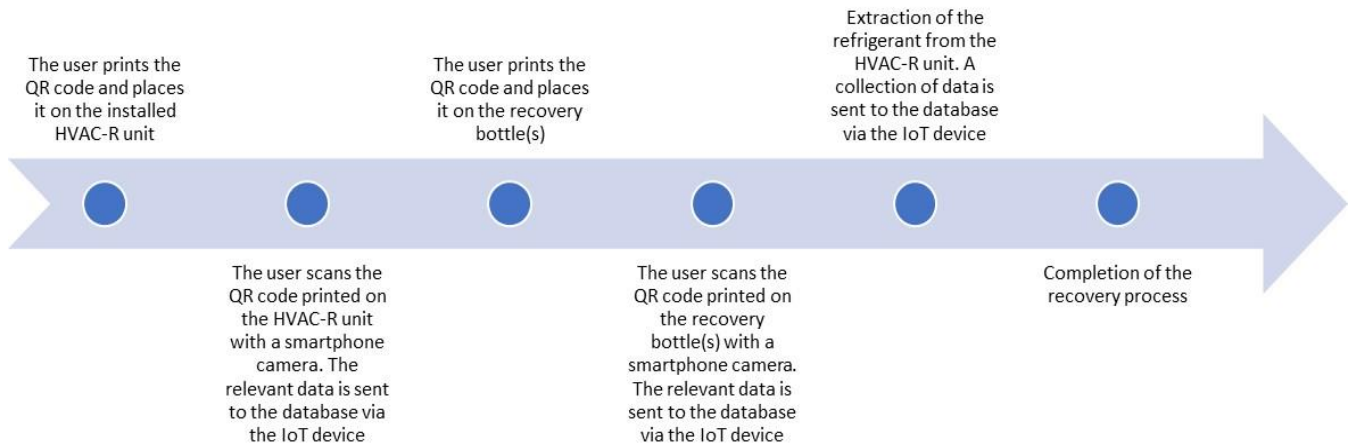 The user prints the
QR code and places
it on the installed
HVAC-R unit
The user scans the
QR code printed on
the HVAC-R unit
with a smartphone
camera. The
relevant data is sent
to the database via
the IoT device
The user prints the
QR code and places
it on the recovery
bottle(s)
The user scans the
QR code printed on
the recovery
bottle(s) with a
smartphone camera.
The relevant data is
sent to the database
via the IoT device
Extraction of the
refrigerant from the
HVAC-R unit. A
collection of data is
sent to the database
via the IoT device
Completion of the
recovery process